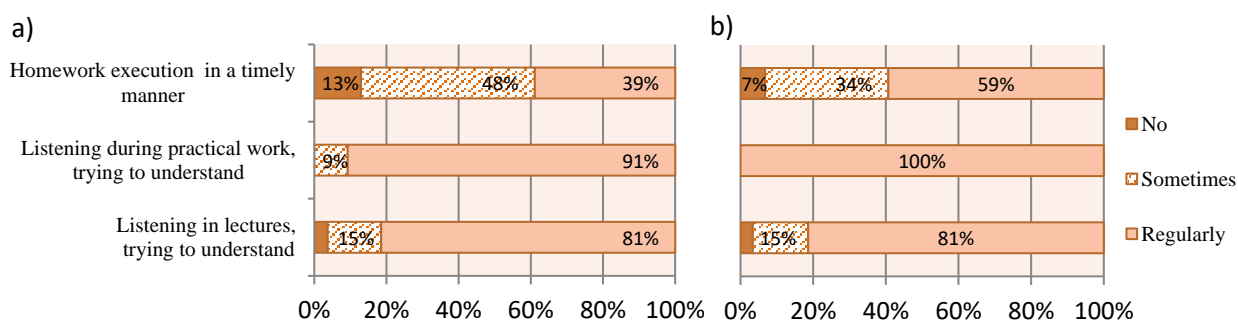 a)
b)
Homework execution in a timely
manner
13%
48%
39%
7%
34%
59%
No
Listening during practical work,
trying to understand
9%
91%
100%
Sometimes
Listening in lectures,
trying to understand
15%
81%
15%
81%
Regularly
0%
20%
40%
60%
80%
100%
0%
20%
40%
60%
80%
100%